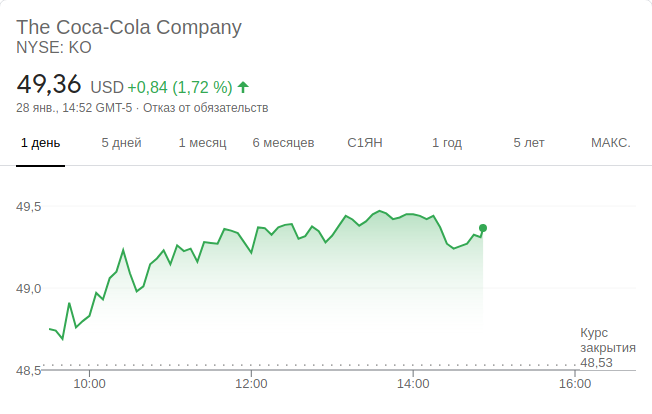 The Coca-Cola Company
NYSE: KO
49,36 USD +0,84 (1,72 %)
28 янв., 14:52 GMT-5 · Отказ от обязательств
1 день 5 дней 1 месяц 6 месяцев С1ЯН 1 год 5 лет МАКС.
49,5
49,0
48,5
Курс
закрытия
48,53
10:00 12:00 14:00 16:00